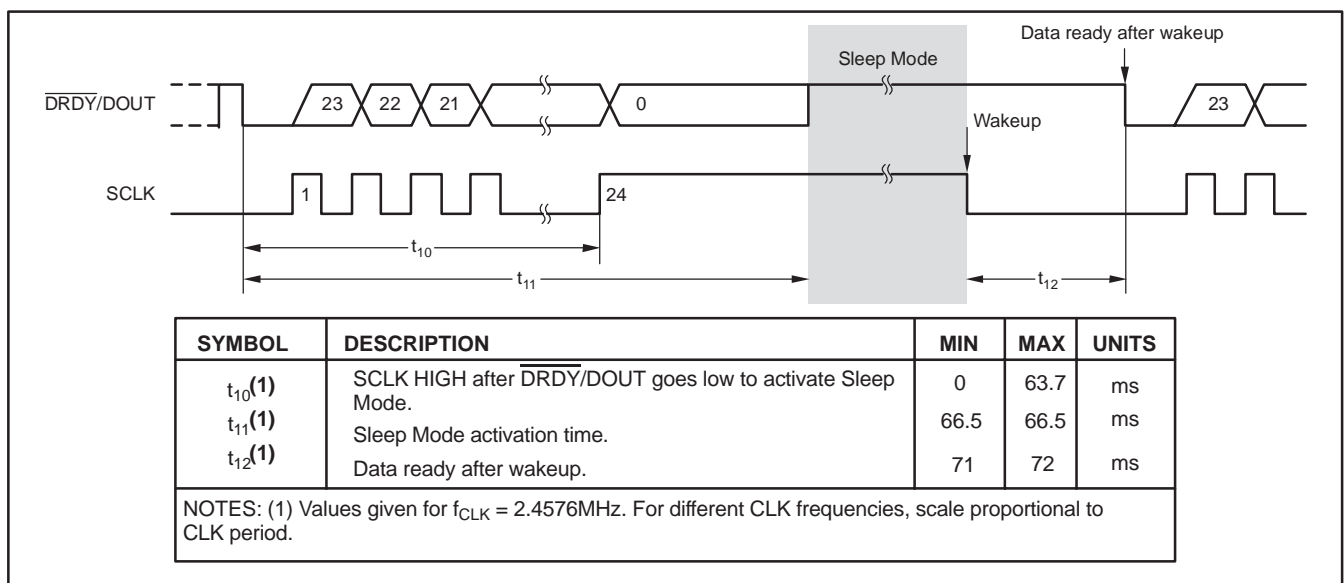 Data ready after wakeup
Sleep Mode
DRDY/DOUT
23 22 21 0 23
Wakeup
SCLK
1 24
t10
t11 t12
SYMBOL DESCRIPTION MIN MAX UNITS
t10(1) SCLK HIGH after DRDY/DOUT goes low to activate Sleep 0 63.7 ms
Mode.
t11(1) Sleep Mode activation time. 66.5 66.5 ms
t12(1) Data ready after wakeup. 71 72 ms
NOTES: (1) Values given for fCLK = 2.4576MHz. For different CLK frequencies, scale proportional to
CLK period.